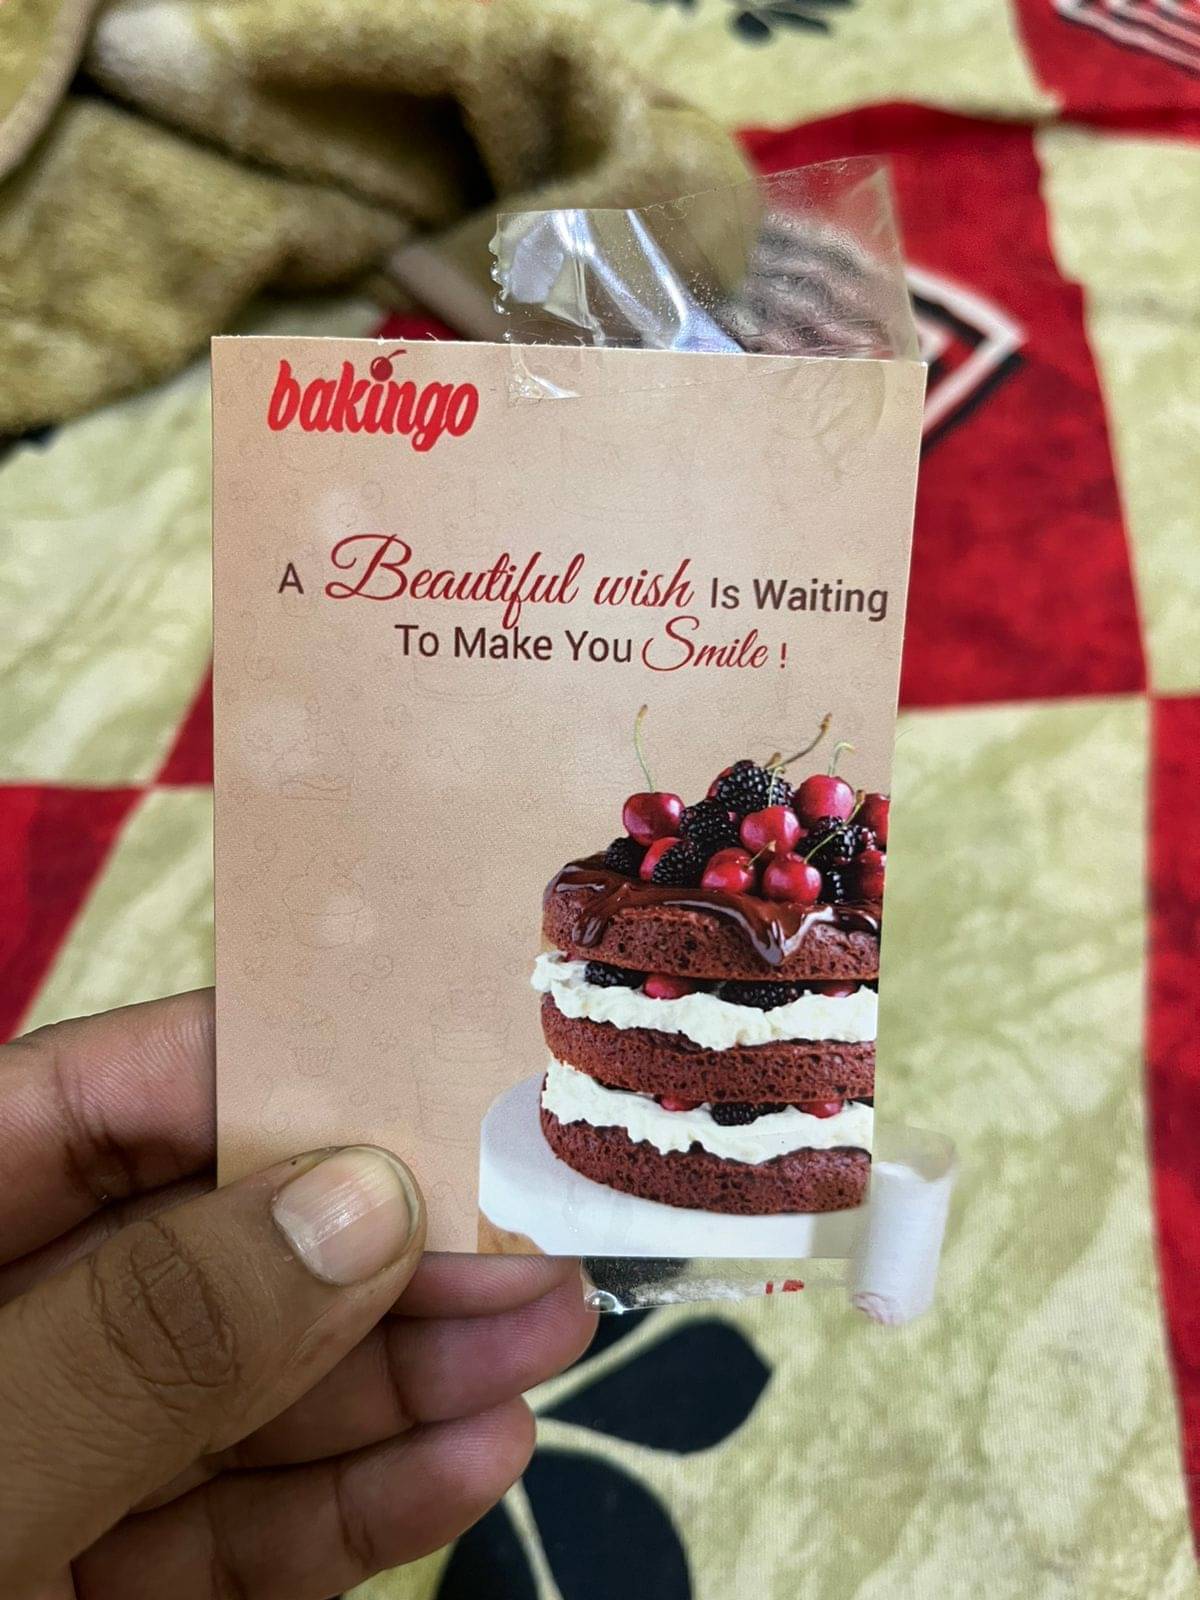 bakingo
A Beautiful wish Is Waiting
To Make You Smile !